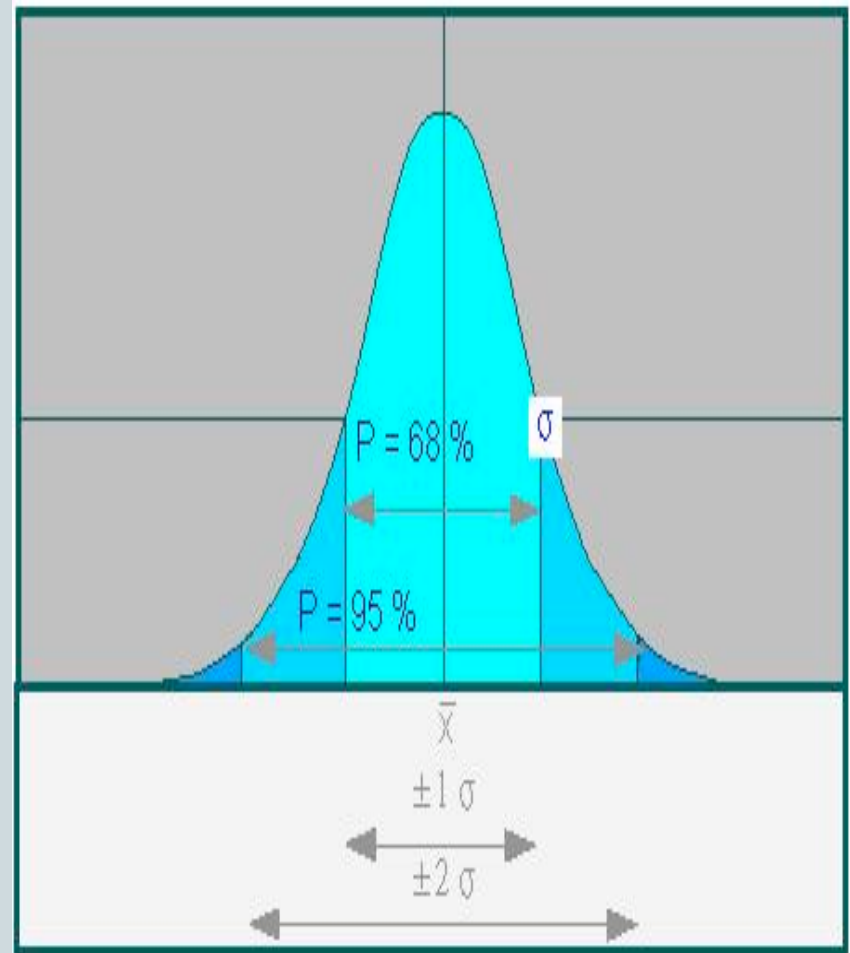 σ
P = 68 %
P = 95 %
x̄
±1 σ
±2 σ